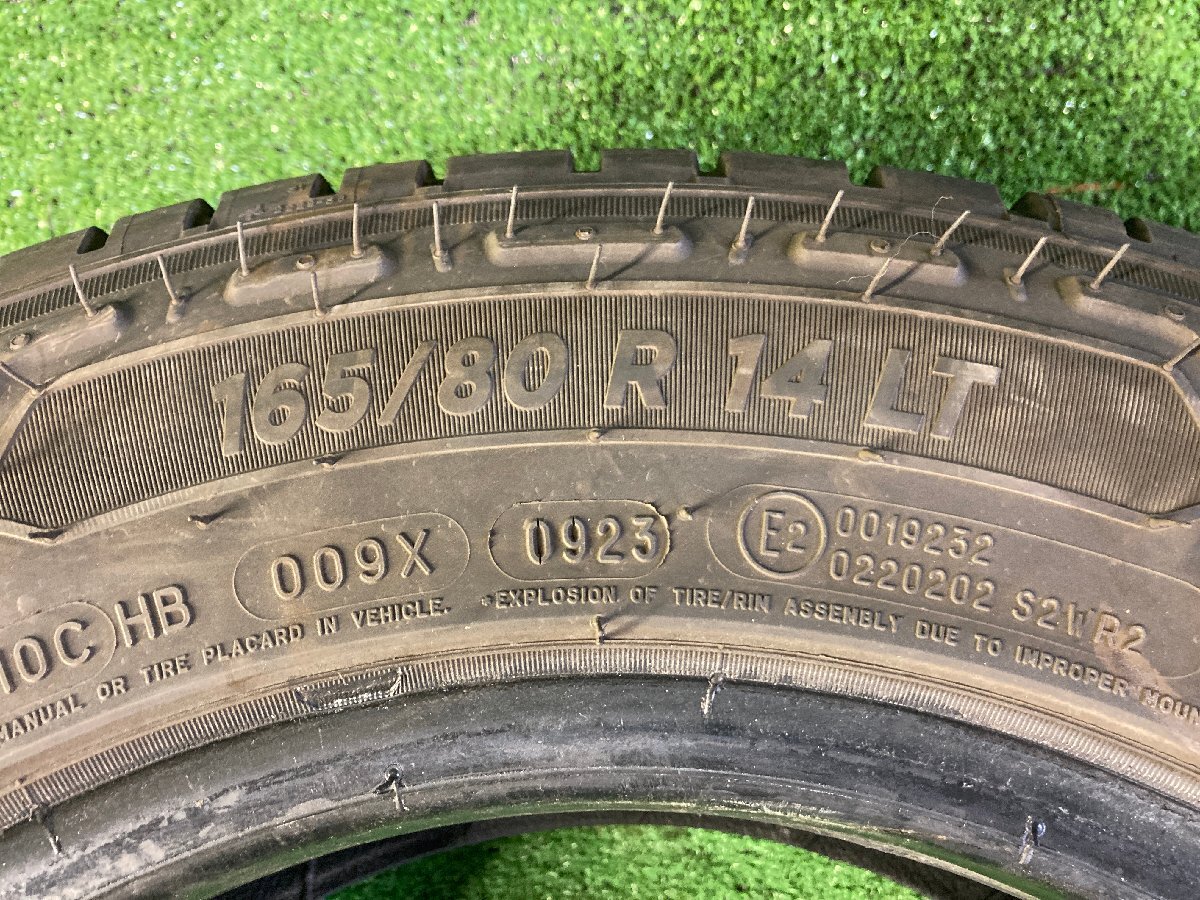 165/80 R 14 LT
10C HB 009X 0923 E2 0019232
0220202 S2WR2
MANUAL OR TIRE PLACARD IN VEHICLE. •EXPLOSION OF TIRE/RIM ASSEMBLY DUE TO IMPROPER MOUN